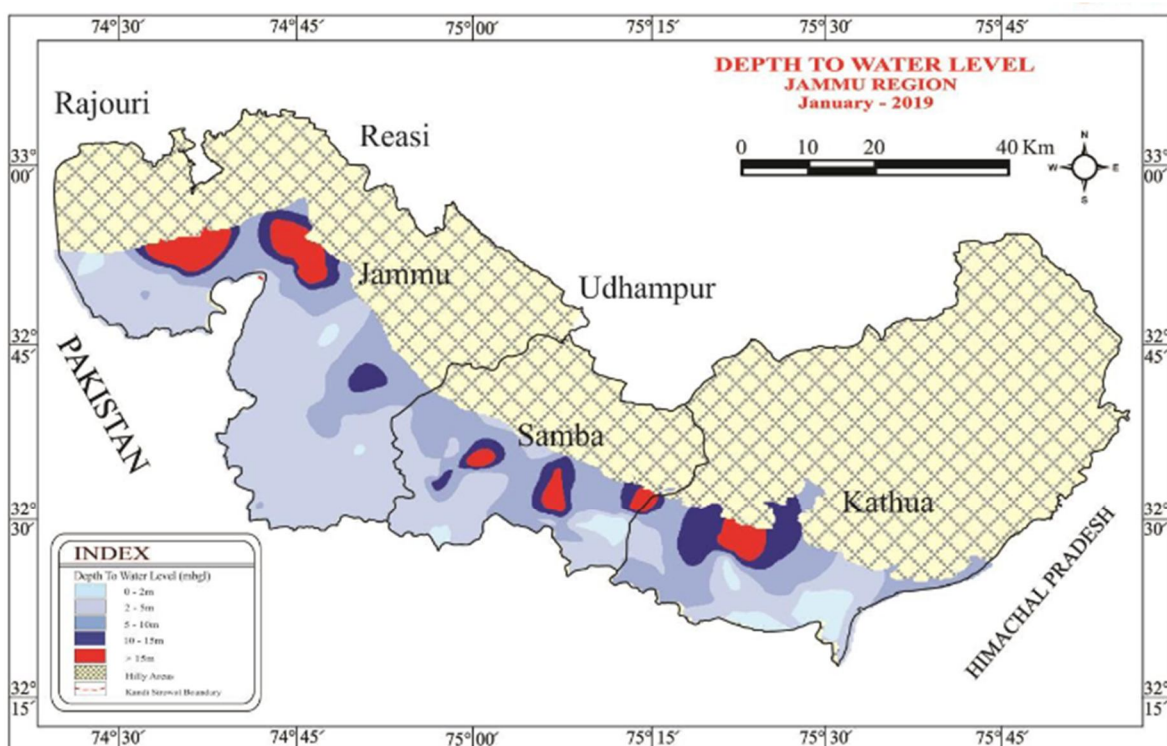 74°30´ 74°45´ 75°00´ 75°15´ 75°30´ 75°45´
DEPTH TO WATER LEVEL
JAMMU REGION
January - 2019
0 10 20 40 Km
N
W E
S
33°
00´
33°
00´
Rajouri
Reasi
Jammu
Udhampur
32°
45´
32°
45´
PAKISTAN
Samba
Kathua
32°
30´
32°
30´
HIMACHAL PRADESH
INDEX
Depth To Water Level (mbgl)
0 - 2m
2 - 5m
5 - 10m
10 - 15m
> 15m
Hilly Areas
Kandi Sirowal Boundary
32°
15´
32°
15´
74°30´ 74°45´ 75°00´ 75°15´ 75°30´ 75°45´